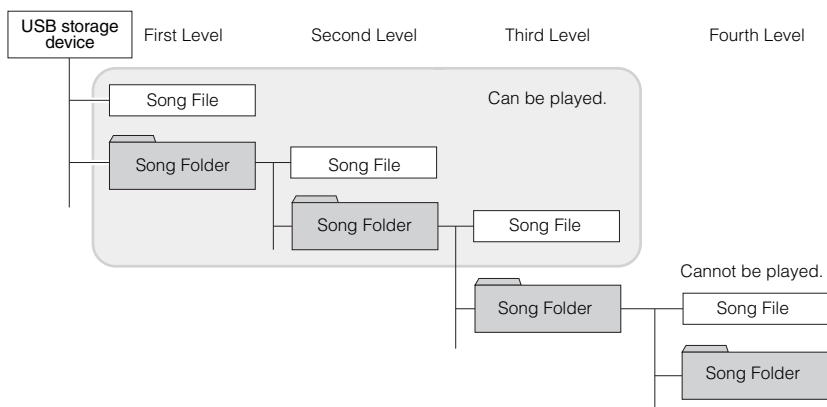 USB storage
device
First Level
Second Level
Third Level
Fourth Level
Song File
Can be played.
Song Folder
Song File
Song Folder
Song File
Cannot be played.
Song Folder
Song File
Song Folder